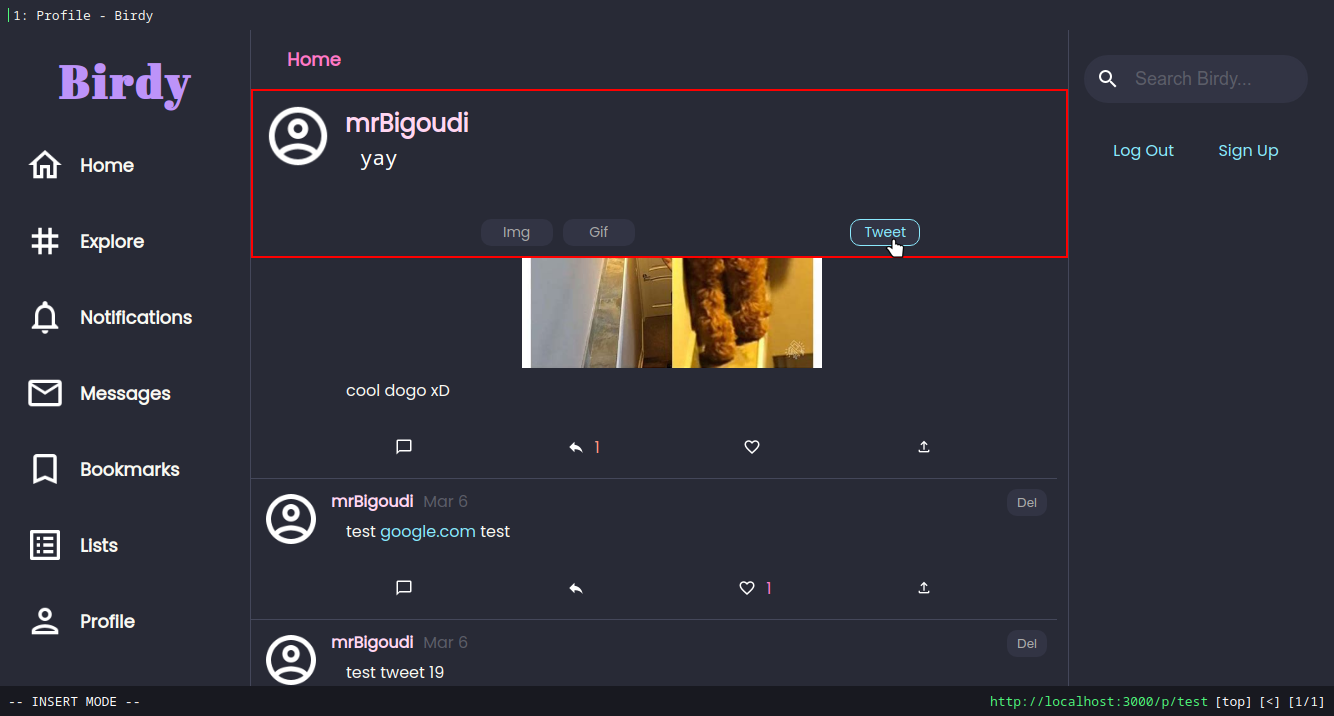 1: Profile - Birdy
Birdy
Home
Explore
Notifications
Messages
Bookmarks
Lists
Profile
Home
mrBigoudi
yay
Img
Gif
Tweet
cool dogo xD
1
mrBigoudi Mar 6
Del
test google.com test
1
mrBigoudi Mar 6
Del
test tweet 19
Search Birdy...
Log Out
Sign Up
-- INSERT MODE --
http://localhost:3000/p/test [top] [<] [1/1]